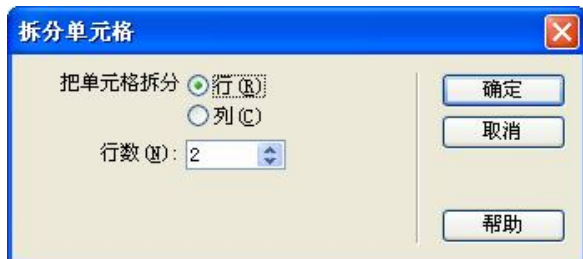 拆分单元格
把单元格拆分 行(R)
列(C)
行数(N): 2
确定
取消
帮助